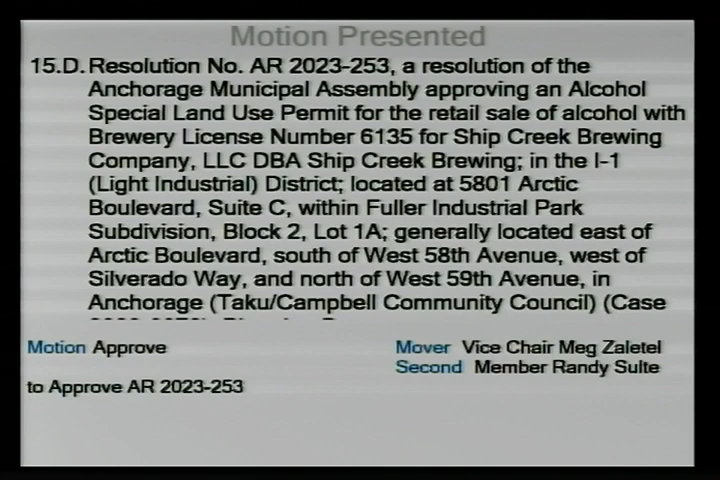 Motion Presented
15.D. Resolution No. AR 2023-253, a resolution of the
Anchorage Municipal Assembly approving an Alcohol
Special Land Use Permit for the retail sale of alcohol with
Brewery License Number 6135 for Ship Creek Brewing
Company, LLC DBA Ship Creek Brewing; in the I-1
(Light Industrial) District; located at 5801 Arctic
Boulevard, Suite C, within Fuller Industrial Park
Subdivision, Block 2, Lot 1A; generally located east of
Arctic Boulevard, south of West 58th Avenue, west of
Silverado Way, and north of West 59th Avenue, in
Anchorage (Taku/Campbell Community Council) (Case
Motion Approve
Mover Vice Chair Meg Zaletel
Second Member Randy Sulte
to Approve AR 2023-253